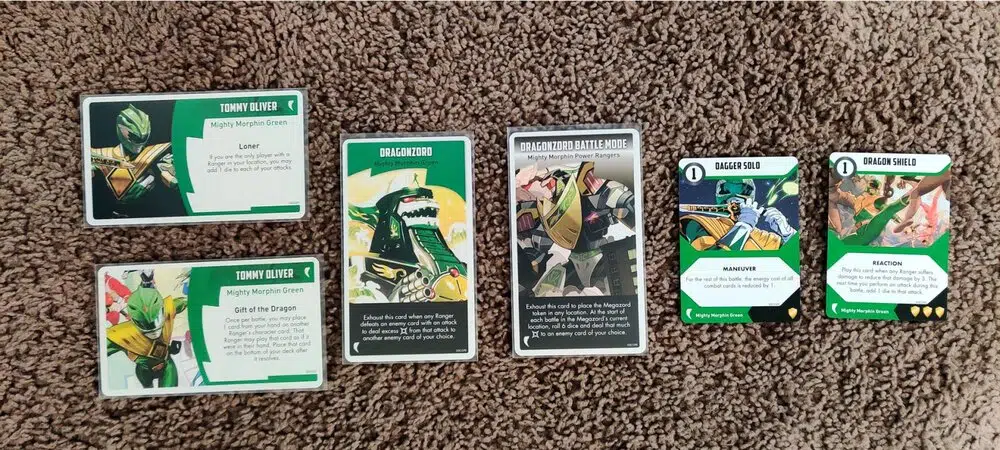 TOMMY OLIVER
Mighty Morphin Green
Loner
If you are the only player with a
Ranger in your location, you may
add 1 die to each of your attacks.
TOMMY OLIVER
Mighty Morphin Green
Gift of the Dragon
Once per battle, you may place
1 card from your hand on another
Ranger's character card. That
Ranger may play that card as if it
were in their hand. Place that card
on the bottom of your deck after
it resolves.
DRAGONZORD
Mighty Morphin Green
Exhaust this card when any Ranger
defeats an enemy card with an attack
to deal excess from that attack to
another enemy card of your choice.
DRAGONZORD BATTLE MODE
Mighty Morphin Power Rangers
Exhaust this card to place the Megazord
token in any location. At the start of
each battle in the Megazord's current
location, roll 6 dice and deal that much
to an enemy card of your choice.
1
DAGGER SOLO
MANEUVER
For the rest of this battle, the energy cost of all
combat cards is reduced by 1.
Mighty Morphin Green
1
DRAGON SHIELD
REACTION
Play this card when any Ranger suffers
damage to reduce that damage by 3. The
next time you perform an attack during this
battle, add 1 die to that attack.
Mighty Morphin Green